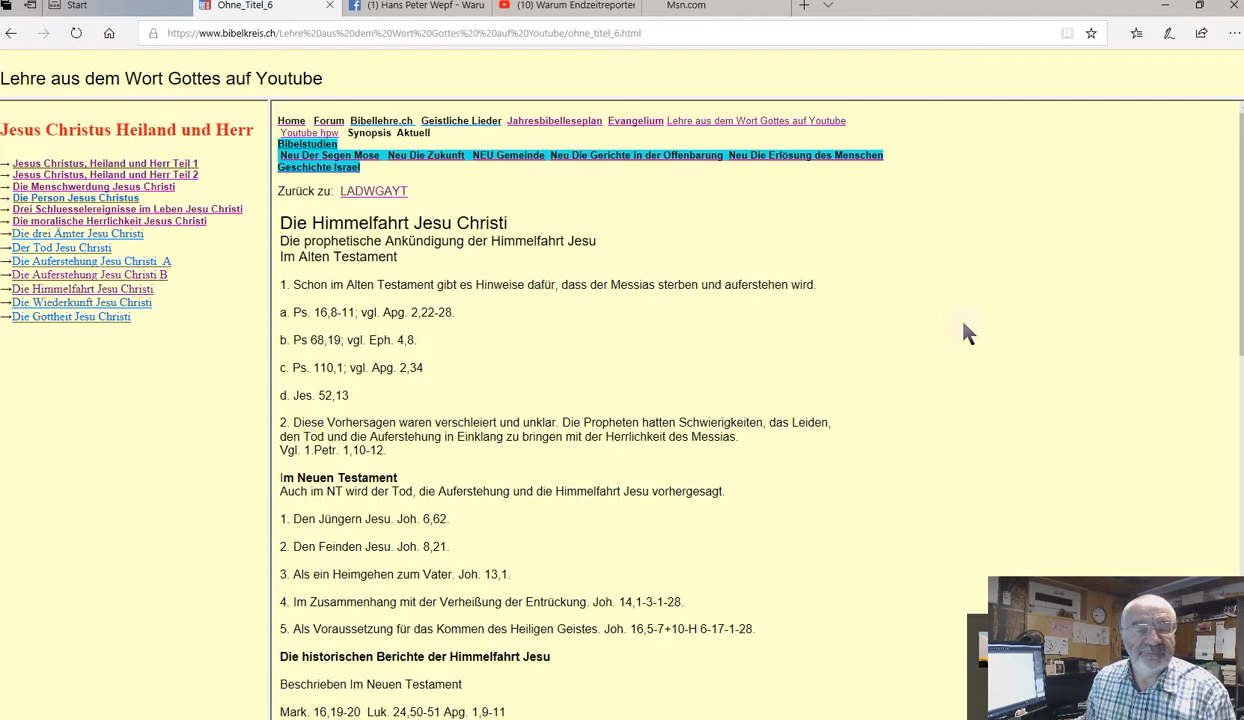 Start
Ohne_Titel_6
(1) Hans Peter Wepf - Waru
(10) Warum Endzeitreporter
Msn.com
https://www.bibelkreis.ch/Lehre%20aus%20dem%20Wort%20Gottes%20%20auf%20Youtube/ohne_titel_6.html
Lehre aus dem Wort Gottes auf Youtube
Jesus Christus Heiland und Herr
→ Jesus Christus, Heiland und Herr Teil 1
→ Jesus Christus, Heiland und Herr Teil 2
→ Die Menschwerdung Jesus Christi
→ Die Person Jesus Christus
→ Drei Schluesselereignisse im Leben Jesu Christi
→ Die moralische Herrlichkeit Jesus Christi
→Die drei Ämter Jesu Christi
→Der Tod Jesu Christi
→Die Auferstehung Jesu Christi A
→Die Auferstehung Jesu Christi B
→Die Himmelfahrt Jesu Christi
→Die Wiederkunft Jesu Christi
→Die Gottheit Jesu Christi
Home Forum Bibellehre.ch Geistliche Lieder Jahresbibelleseplan Evangelium Lehre aus dem Wort Gottes auf Youtube
Youtube hpw Synopsis Aktuell
Bibelstudien
Neu Der Segen Mose Neu Die Zukunft NEU Gemeinde Neu Die Gerichte in der Offenbarung Neu Die Erlösung des Menschen
Geschichte Israel
Zurück zu: LADWGAYT
Die Himmelfahrt Jesu Christi
Die prophetische Ankündigung der Himmelfahrt Jesu
Im Alten Testament
1. Schon im Alten Testament gibt es Hinweise dafür, dass der Messias sterben und auferstehen wird.
a. Ps. 16,8-11; vgl. Apg. 2,22-28.
b. Ps 68,19; vgl. Eph. 4,8.
c. Ps. 110,1; vgl. Apg. 2,34
d. Jes. 52,13
2. Diese Vorhersagen waren verschleiert und unklar. Die Propheten hatten Schwierigkeiten, das Leiden,
den Tod und die Auferstehung in Einklang zu bringen mit der Herrlichkeit des Messias.
Vgl. 1.Petr. 1,10-12.
Im Neuen Testament
Auch im NT wird der Tod, die Auferstehung und die Himmelfahrt Jesu vorhergesagt.
1. Den Jüngern Jesu. Joh. 6,62.
2. Den Feinden Jesu. Joh. 8,21.
3. Als ein Heimgehen zum Vater. Joh. 13,1.
4. Im Zusammenhang mit der Verheißung der Entrückung. Joh. 14,1-3-1-28.
5. Als Voraussetzung für das Kommen des Heiligen Geistes. Joh. 16,5-7+10-H 6-17-1-28.
Die historischen Berichte der Himmelfahrt Jesu
Beschrieben Im Neuen Testament
Mark. 16,19-20 Luk. 24,50-51 Apg. 1,9-11